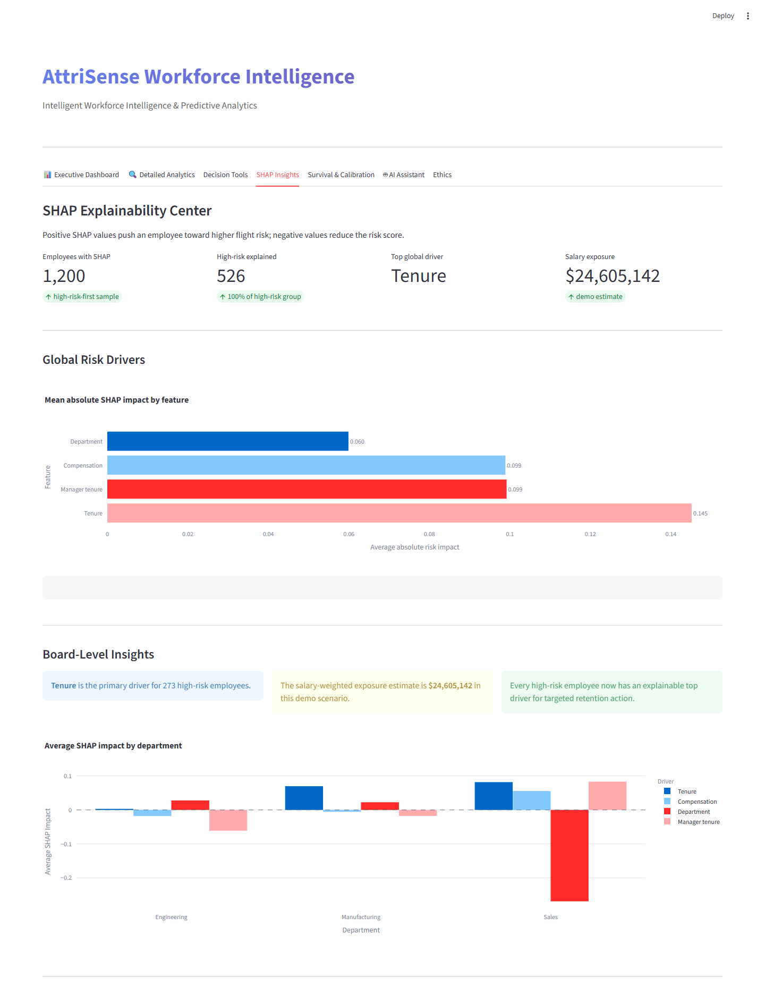 Deploy
AttriSense Workforce Intelligence
Intelligent Workforce Intelligence & Predictive Analytics
📊 Executive Dashboard 🔍 Detailed Analytics Decision Tools SHAP Insights Survival & Calibration AI Assistant Ethics
SHAP Explainability Center
Positive SHAP values push an employee toward higher flight risk; negative values reduce the risk score.
Employees with SHAP
1,200
↑ high-risk-first sample
High-risk explained
526
↑ 100% of high-risk group
Top global driver
Tenure
Salary exposure
$24,605,142
↑ demo estimate
Global Risk Drivers
Mean absolute SHAP impact by feature
Feature
Department 0.060
Compensation 0.099
Manager tenure 0.099
Tenure 0.145
0 0.02 0.04 0.06 0.08 0.1 0.12 0.14
Average absolute risk impact
Board-Level Insights
Tenure is the primary driver for 273 high-risk employees.
The salary-weighted exposure estimate is $24,605,142 in
this demo scenario.
Every high-risk employee now has an explainable top
driver for targeted retention action.
Average SHAP impact by department
Average SHAP Impact
0.1
0
−0.1
−0.2
Engineering Manufacturing Sales
Department
Driver
Tenure
Compensation
Department
Manager tenure